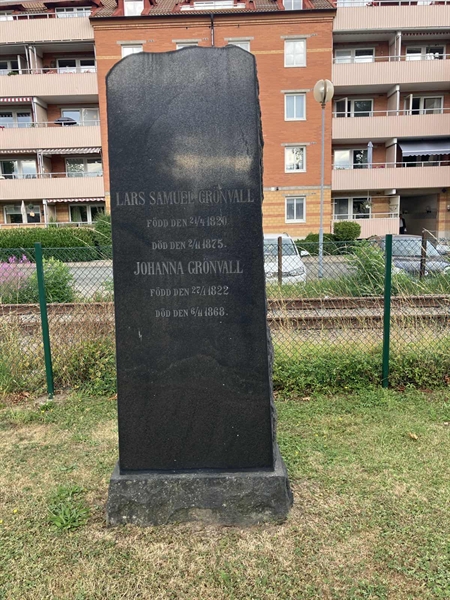 LARS SAMUEL GRÖNVALL
FÖDD DEN 24/4 1820.
DÖD DEN 2/11 1875.
JOHANNA GRÖNVALL
FÖDD DEN 27/1 1822
DÖD DEN 6/11 1868.